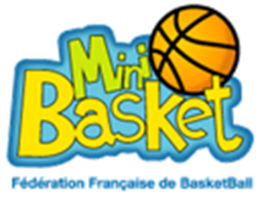 Mini
Basket
Fédération Française de BasketBall